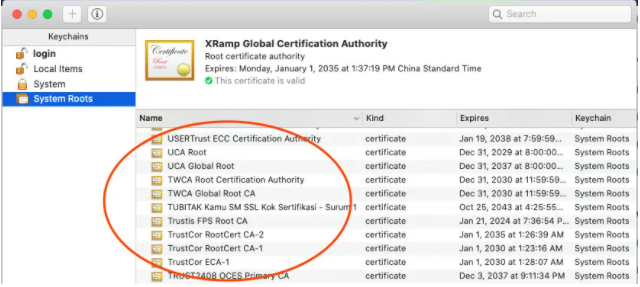 Search
Keychains
login
Local Items
System
System Roots
Certificate
Root
XRamp Global Certification Authority
Root certificate authority
Expires: Monday, January 1, 2035 at 1:37:19 PM China Standard Time
This certificate is valid
Name Kind Expires Keychain
USERTrust ECC Certification Authority certificate Jan 19, 2038 at 7:59:59... System Roots
UCA Root certificate Dec 31, 2029 at 8:00:00... System Roots
UCA Global Root certificate Dec 31, 2037 at 8:00:00... System Roots
TWCA Root Certification Authority certificate Dec 31, 2030 at 11:59:59... System Roots
TWCA Global Root CA certificate Dec 31, 2030 at 11:59:59... System Roots
TUBITAK Kamu SM SSL Kok Sertifikasi - Surum 1 certificate Oct 25, 2043 at 4:25:55... System Roots
Trustis FPS Root CA certificate Jan 21, 2024 at 7:36:54 P... System Roots
TrustCor RootCert CA-2 certificate Jan 1, 2035 at 1:26:39 AM System Roots
TrustCor RootCert CA-1 certificate Jan 1, 2030 at 1:23:16 AM System Roots
TrustCor ECA-1 certificate Jan 1, 2030 at 1:28:07 AM System Roots
TRUST2408 OCES Primary CA certificate Dec 3, 2037 at 9:11:34 PM System Roots